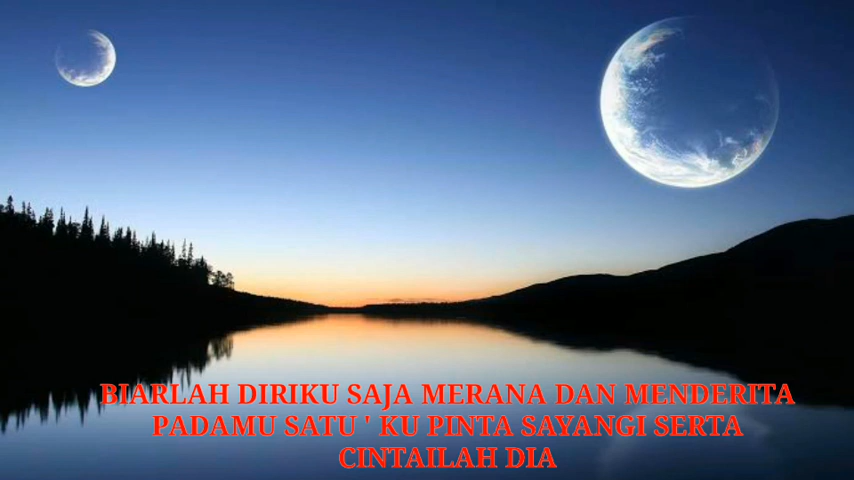 BIARLAH DIRIKU SAJA MERANA DAN MENDERITA
PADAMU SATU ' KU PINTA SAYANGI SERTA
CINTAILAH DIA